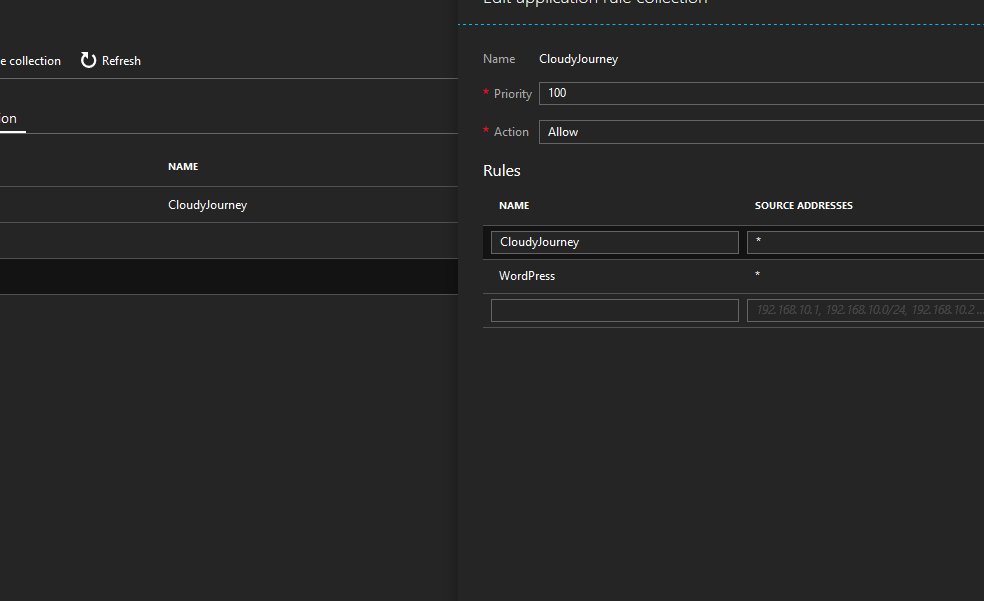 Edit application rule collection
e collection Refresh
Name CloudyJourney
* Priority 100
ion
* Action Allow
Rules
NAME
NAME SOURCE ADDRESSES
CloudyJourney
CloudyJourney *
WordPress *
192.168.10.1, 192.168.10.0/24, 192.168.10.2 ...